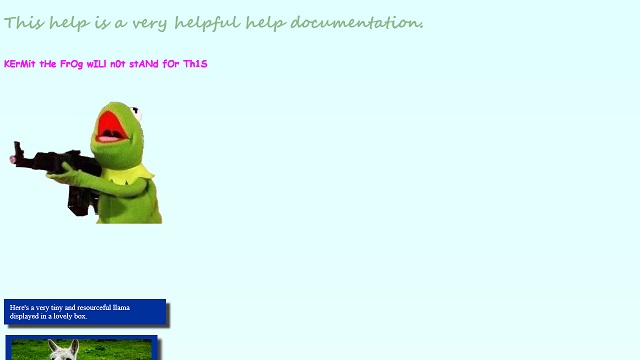 This help is a very helpful help documentation.
KErMit tHe FrOg wILl n0t stANd fOr Th1S
Here's a very tiny and resourceful llama
displayed in a lovely box.